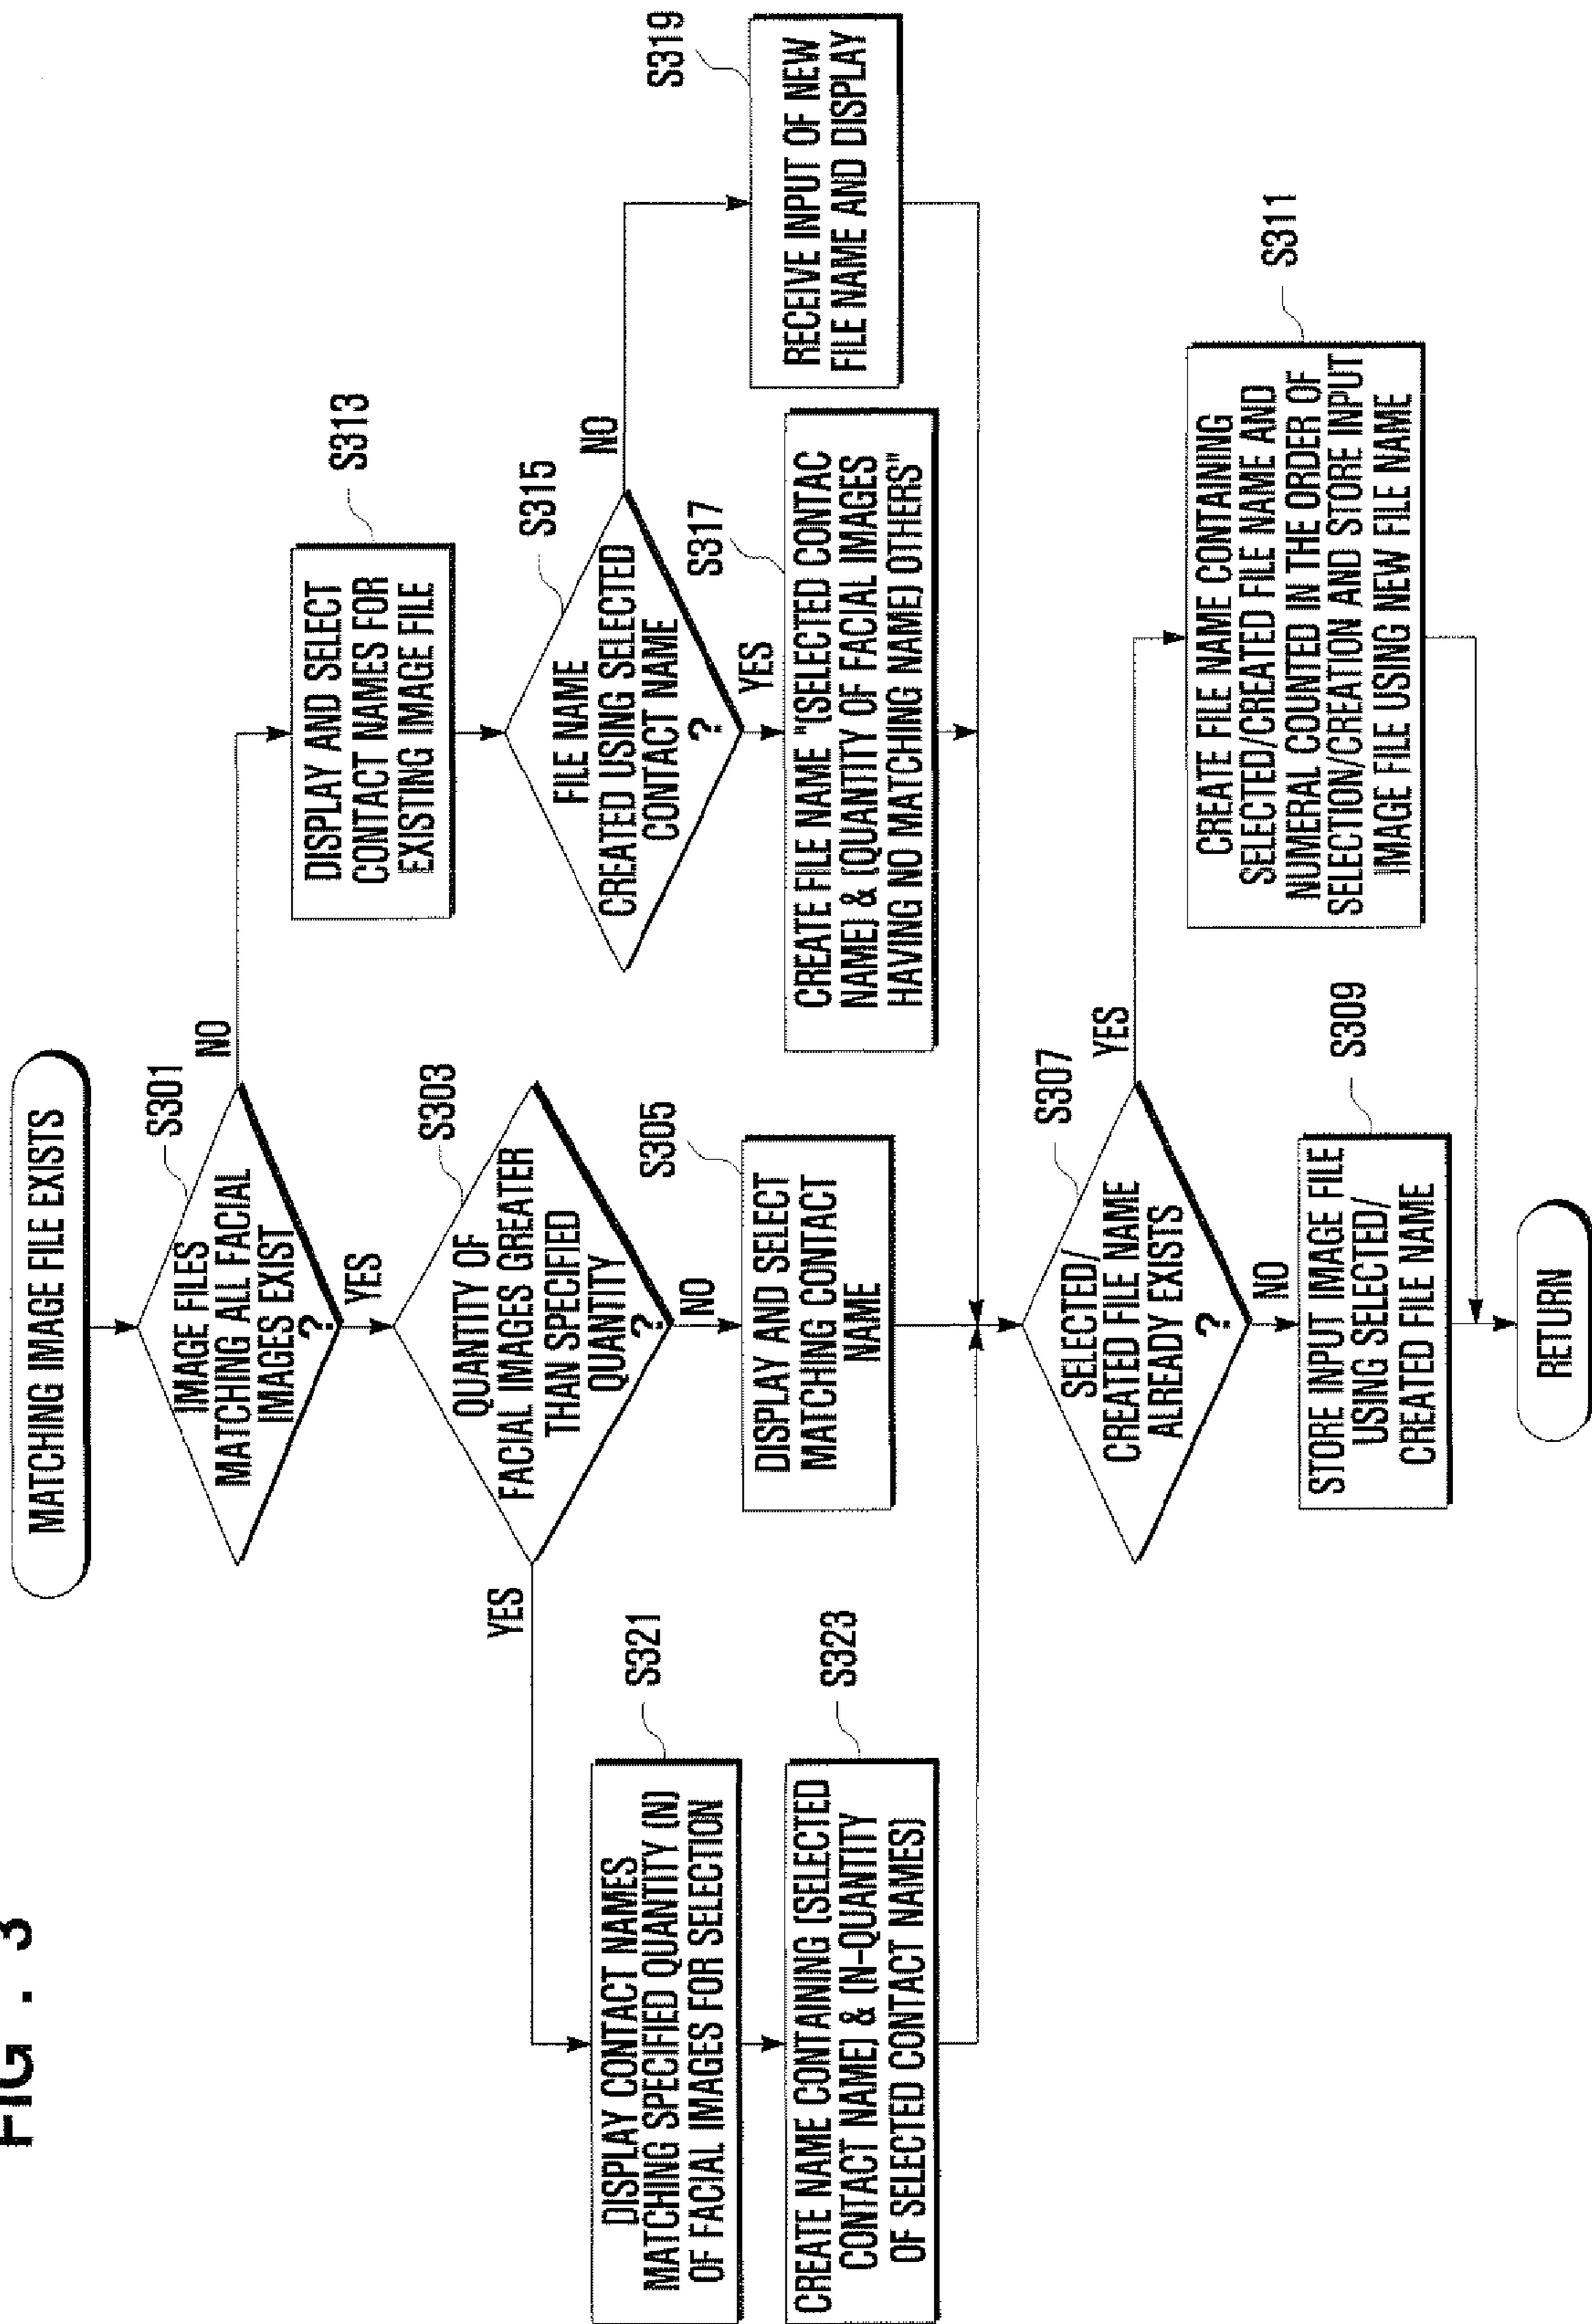 FIG. 3
MATCHING IMAGE FILE EXISTS
S301
IMAGE FILES
MATCHING ALL FACIAL
IMAGES EXIST
?
NO
YES
S303
QUANTITY OF
FACIAL IMAGES GREATER
THAN SPECIFIED
QUANTITY
?
YES
NO
S305
DISPLAY AND SELECT
MATCHING CONTACT
NAME
S313
DISPLAY AND SELECT
CONTACT NAMES FOR
EXISTING IMAGE FILE
S315
FILE NAME
CREATED USING SELECTED
CONTACT NAME
?
NO
YES
S317
CREATE FILE NAME "(SELECTED CONTAC
NAME) & (QUANTITY OF FACIAL IMAGES
HAVING NO MATCHING NAME) OTHERS"
S319
RECEIVE INPUT OF NEW
FILE NAME AND DISPLAY
S321
DISPLAY CONTACT NAMES
MATCHING SPECIFIED QUANTITY (N)
OF FACIAL IMAGES FOR SELECTION
S323
CREATE NAME CONTAINING (SELECTED
CONTACT NAME) & (N-QUANTITY
OF SELECTED CONTACT NAMES)
S307
SELECTED/
CREATED FILE NAME
ALREADY EXISTS
?
YES
NO
S309
STORE INPUT IMAGE FILE
USING SELECTED/
CREATED FILE NAME
S311
CREATE FILE NAME CONTAINING
SELECTED/CREATED FILE NAME AND
NUMERAL COUNTED IN THE ORDER OF
SELECTION/CREATION AND STORE INPUT
IMAGE FILE USING NEW FILE NAME
RETURN